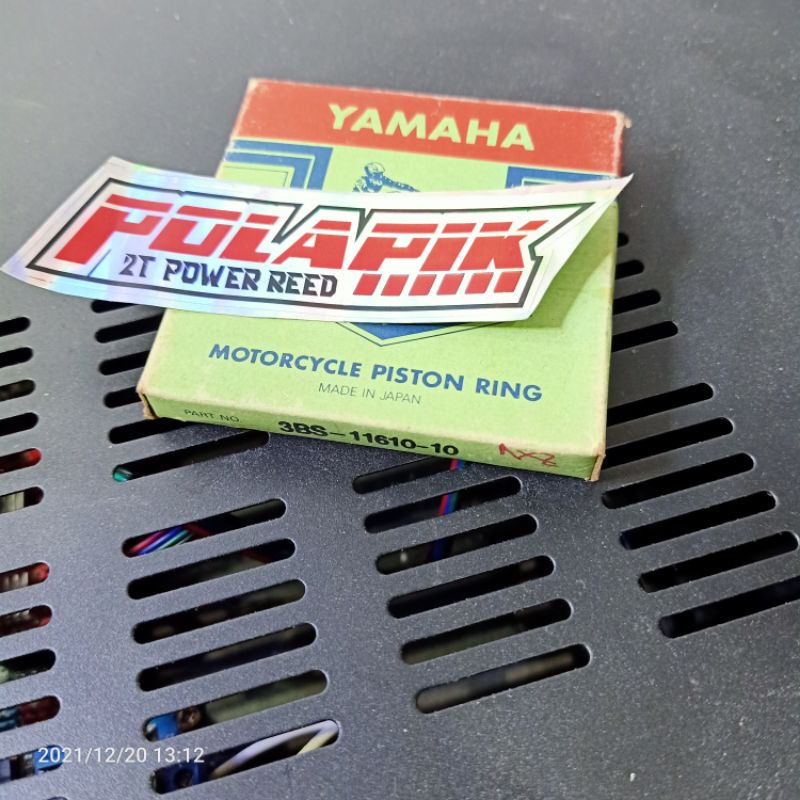 YAMAHA
POLAPIK
2T POWER REED
MOTORCYCLE PISTON RING
MADE IN JAPAN
PART NO
3BS-11610-10
2021/12/20 13:12